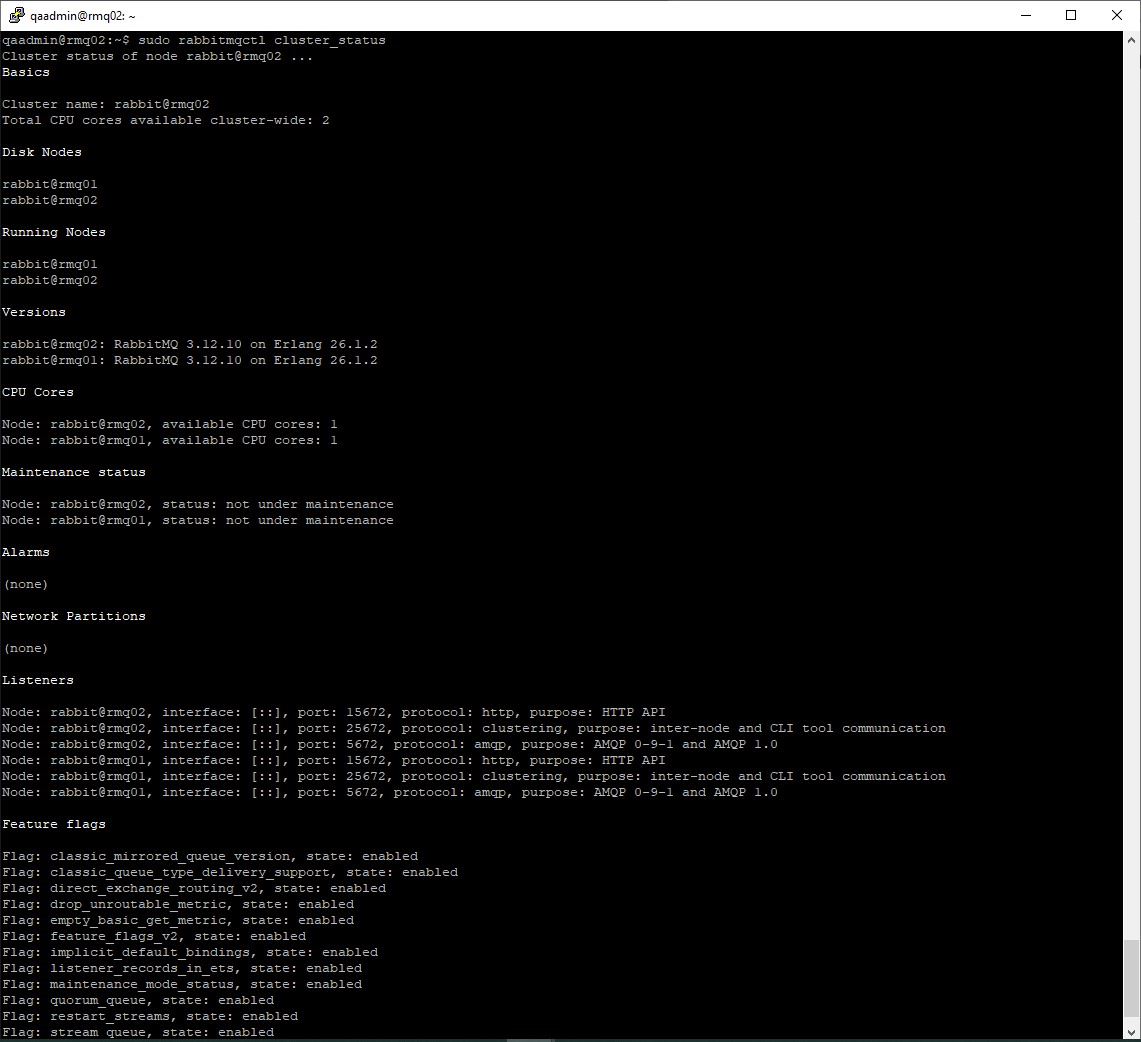 qaadmin@rmq02: ~
qaadmin@rmq02:~$ sudo rabbitmqctl cluster_status
Cluster status of node rabbit@rmq02 ...
Basics
Cluster name: rabbit@rmq02
Total CPU cores available cluster-wide: 2
Disk Nodes
rabbit@rmq01
rabbit@rmq02
Running Nodes
rabbit@rmq01
rabbit@rmq02
Versions
rabbit@rmq02: RabbitMQ 3.12.10 on Erlang 26.1.2
rabbit@rmq01: RabbitMQ 3.12.10 on Erlang 26.1.2
CPU Cores
Node: rabbit@rmq02, available CPU cores: 1
Node: rabbit@rmq01, available CPU cores: 1
Maintenance status
Node: rabbit@rmq02, status: not under maintenance
Node: rabbit@rmq01, status: not under maintenance
Alarms
(none)
Network Partitions
(none)
Listeners
Node: rabbit@rmq02, interface: [::], port: 15672, protocol: http, purpose: HTTP API
Node: rabbit@rmq02, interface: [::], port: 25672, protocol: clustering, purpose: inter-node and CLI tool communication
Node: rabbit@rmq02, interface: [::], port: 5672, protocol: amqp, purpose: AMQP 0-9-1 and AMQP 1.0
Node: rabbit@rmq01, interface: [::], port: 15672, protocol: http, purpose: HTTP API
Node: rabbit@rmq01, interface: [::], port: 25672, protocol: clustering, purpose: inter-node and CLI tool communication
Node: rabbit@rmq01, interface: [::], port: 5672, protocol: amqp, purpose: AMQP 0-9-1 and AMQP 1.0
Feature flags
Flag: classic_mirrored_queue_version, state: enabled
Flag: classic_queue_type_delivery_support, state: enabled
Flag: direct_exchange_routing_v2, state: enabled
Flag: drop_unroutable_metric, state: enabled
Flag: empty_basic_get_metric, state: enabled
Flag: feature_flags_v2, state: enabled
Flag: implicit_default_bindings, state: enabled
Flag: listener_records_in_ets, state: enabled
Flag: maintenance_mode_status, state: enabled
Flag: quorum_queue, state: enabled
Flag: restart_streams, state: enabled
Flag: stream_queue, state: enabled